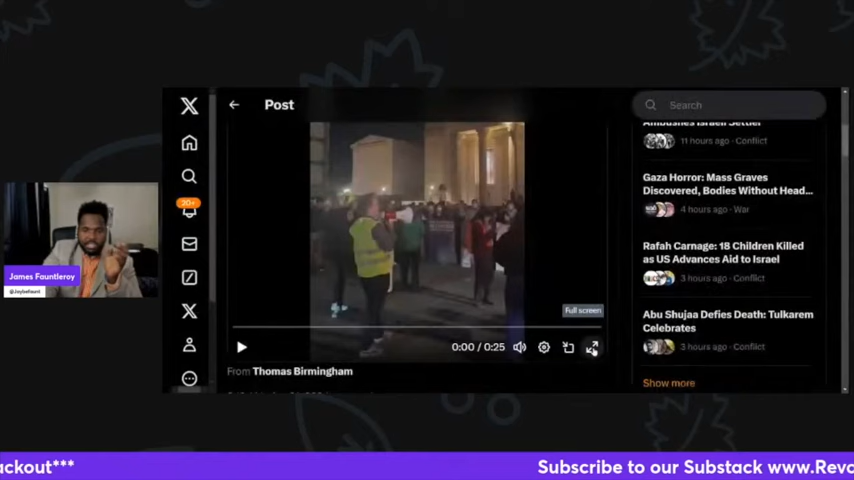 Post
Search
Ambushes Israeli Settler
11 hours ago · Conflict
Gaza Horror: Mass Graves
Discovered, Bodies Without Head...
4 hours ago · War
Rafah Carnage: 18 Children Killed
as US Advances Aid to Israel
3 hours ago · Conflict
Abu Shujaa Defies Death: Tulkarem
Celebrates
3 hours ago · Conflict
Show more
20+
James Fauntleroy
Full screen
0:00 / 0:25
From Thomas Birmingham
ackout***
Subscribe to our Substack www.Revo